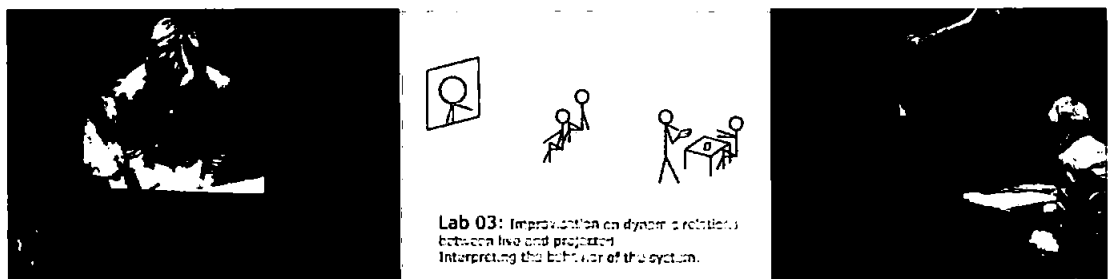 Lab 03: Improvisation on dynamic relations
between live and projected
Interpreting the behavior of the system.